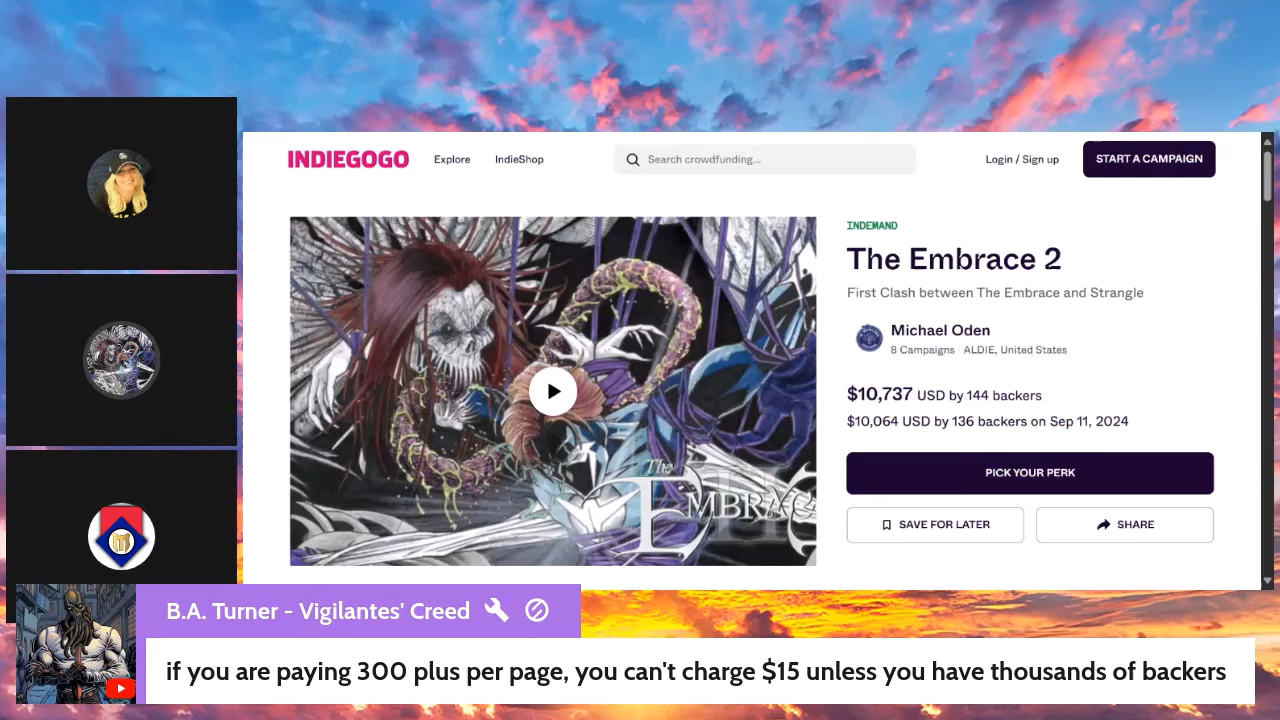 INDIEGOGO Explore IndieShop Search crowdfunding... Login / Sign up START A CAMPAIGN
INDEMAND
The Embrace 2
First Clash between The Embrace and Strangle
Michael Oden
8 Campaigns | ALDIE, United States
$10,737 USD by 144 backers
$10,064 USD by 136 backers on Sep 11, 2024
PICK YOUR PERK
SAVE FOR LATER SHARE
The
EMBRAC
B.A. Turner - Vigilantes' Creed
if you are paying 300 plus per page, you can't charge $15 unless you have thousands of backers